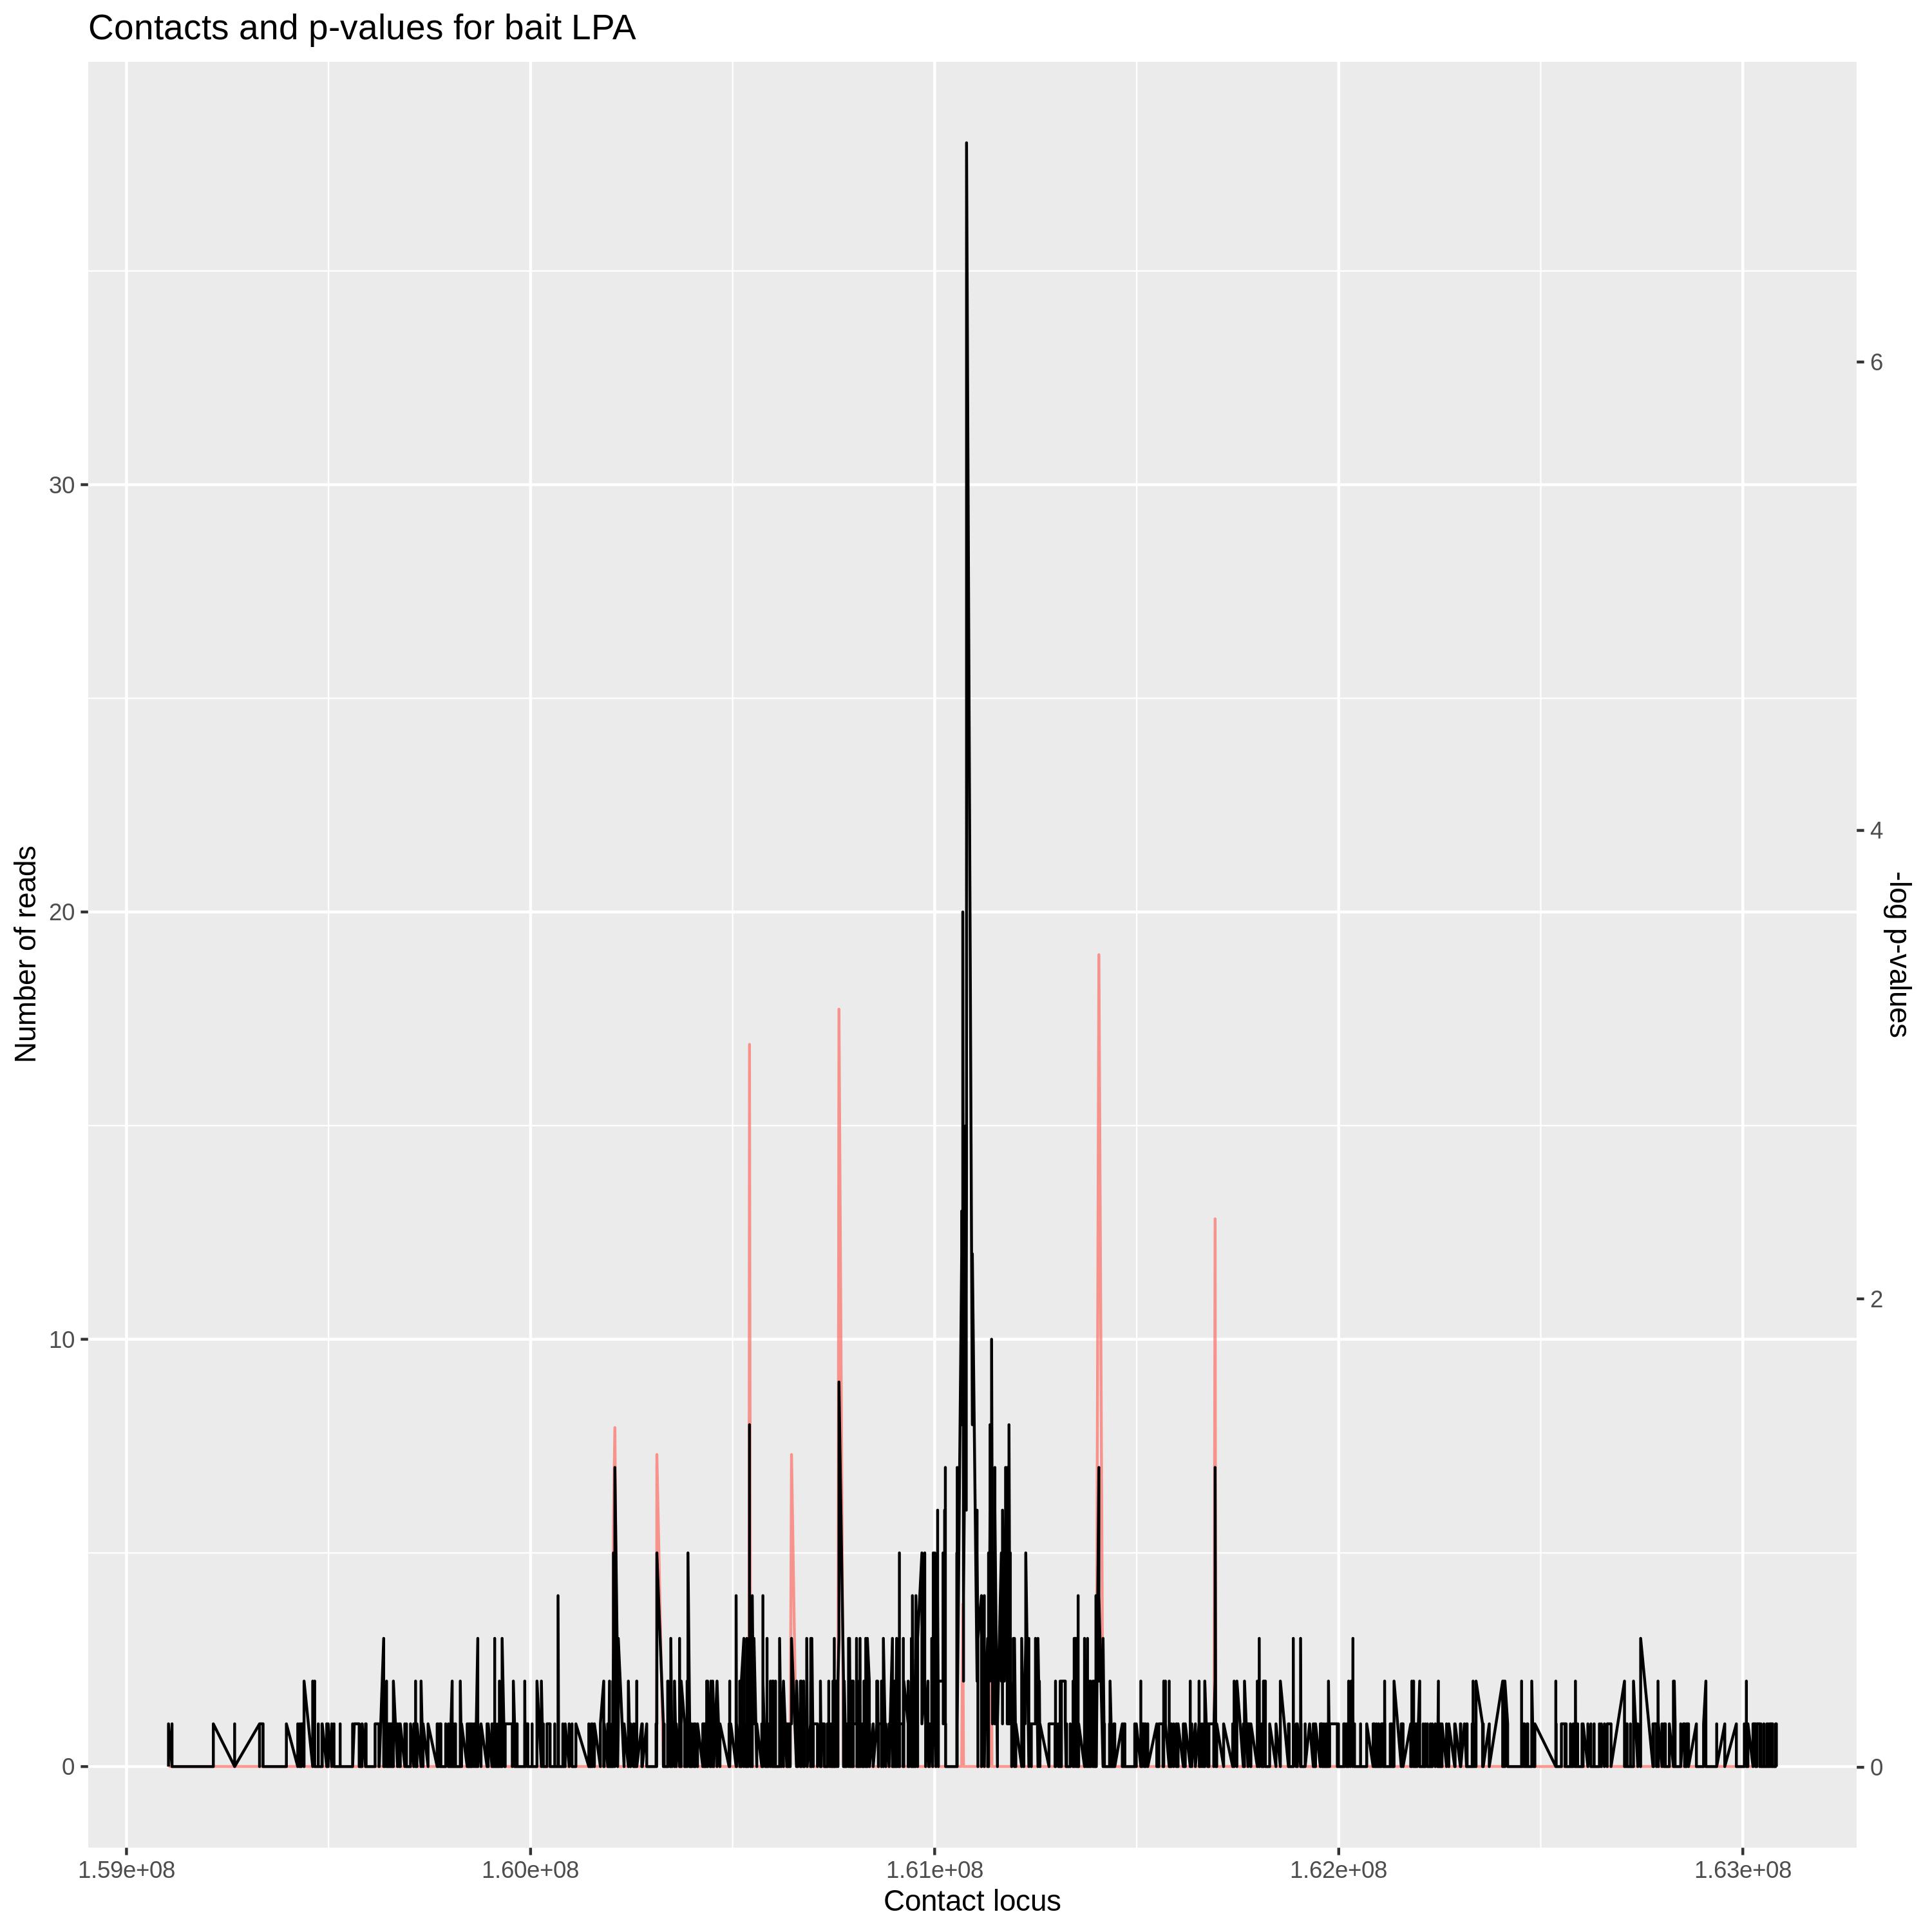 Contacts and p-values for bait LPA
Number of reads
30
20
10
0
6
4
2
0
-log p-values
1.59e+08 1.60e+08 1.61e+08 1.62e+08 1.63e+08
Contact locus